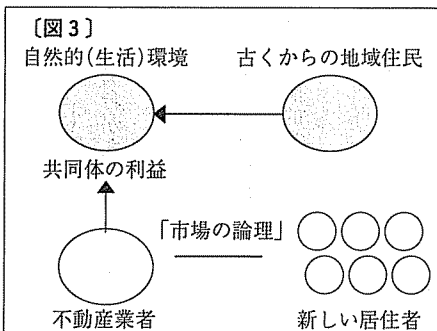 〔図3〕
自然的(生活)環境 古くからの地域住民
共同体の利益
「市場の論理」
不動産業者 新しい居住者